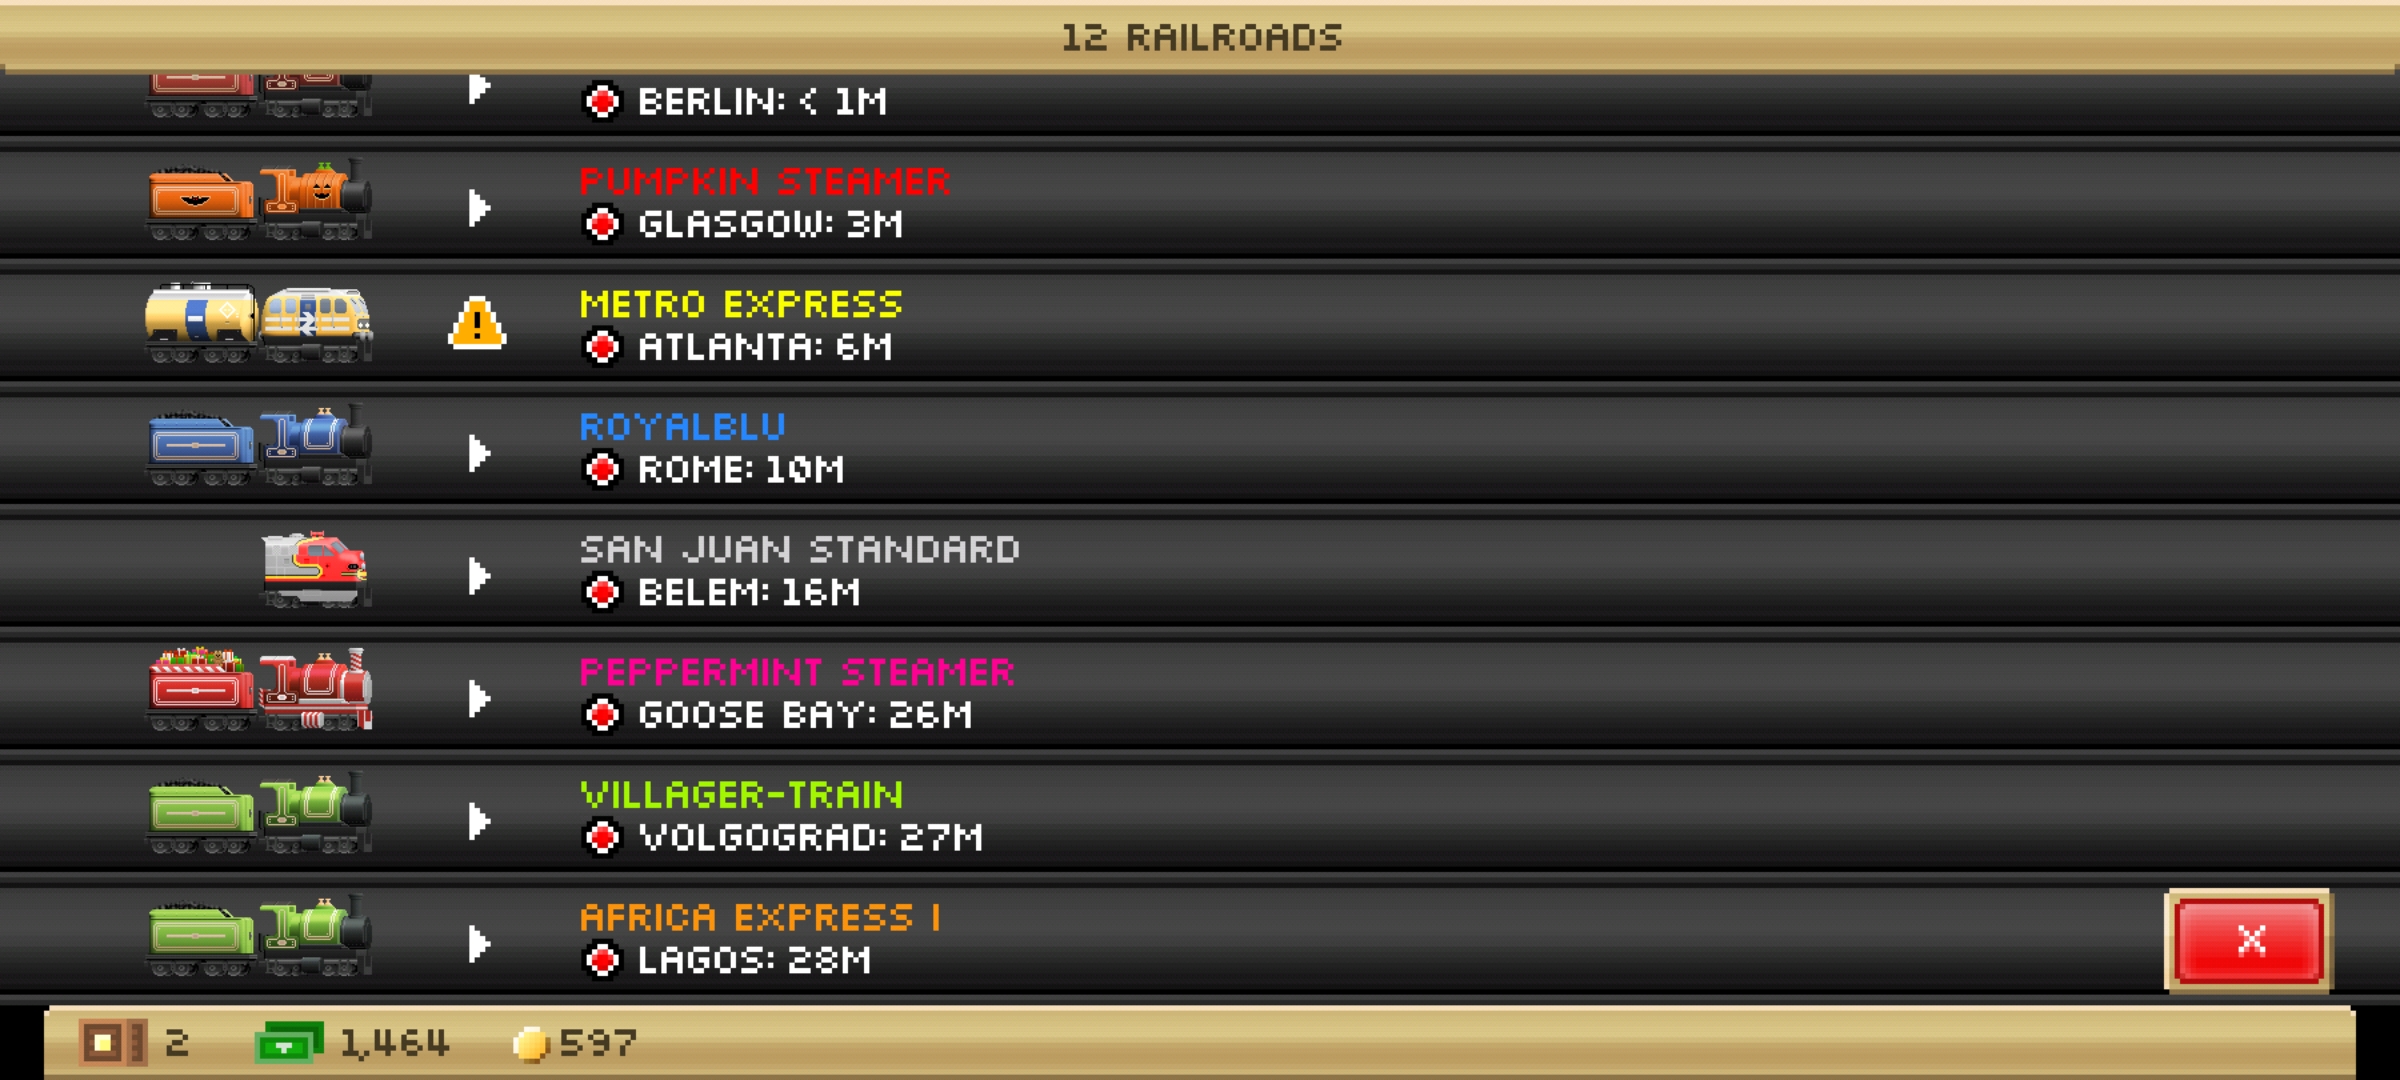 12 RAILROADS
BERLIN: < 1M
PUMPKIN STEAMER
GLASGOW: 3M
METRO EXPRESS
ATLANTA: 6M
ROYALBLU
ROME: 10M
SAN JUAN STANDARD
BELEM: 16M
PEPPERMINT STEAMER
GOOSE BAY: 26M
VILLAGER-TRAIN
VOLGOGRAD: 27M
AFRICA EXPRESS I
LAGOS: 28M
X
2 1,464 597